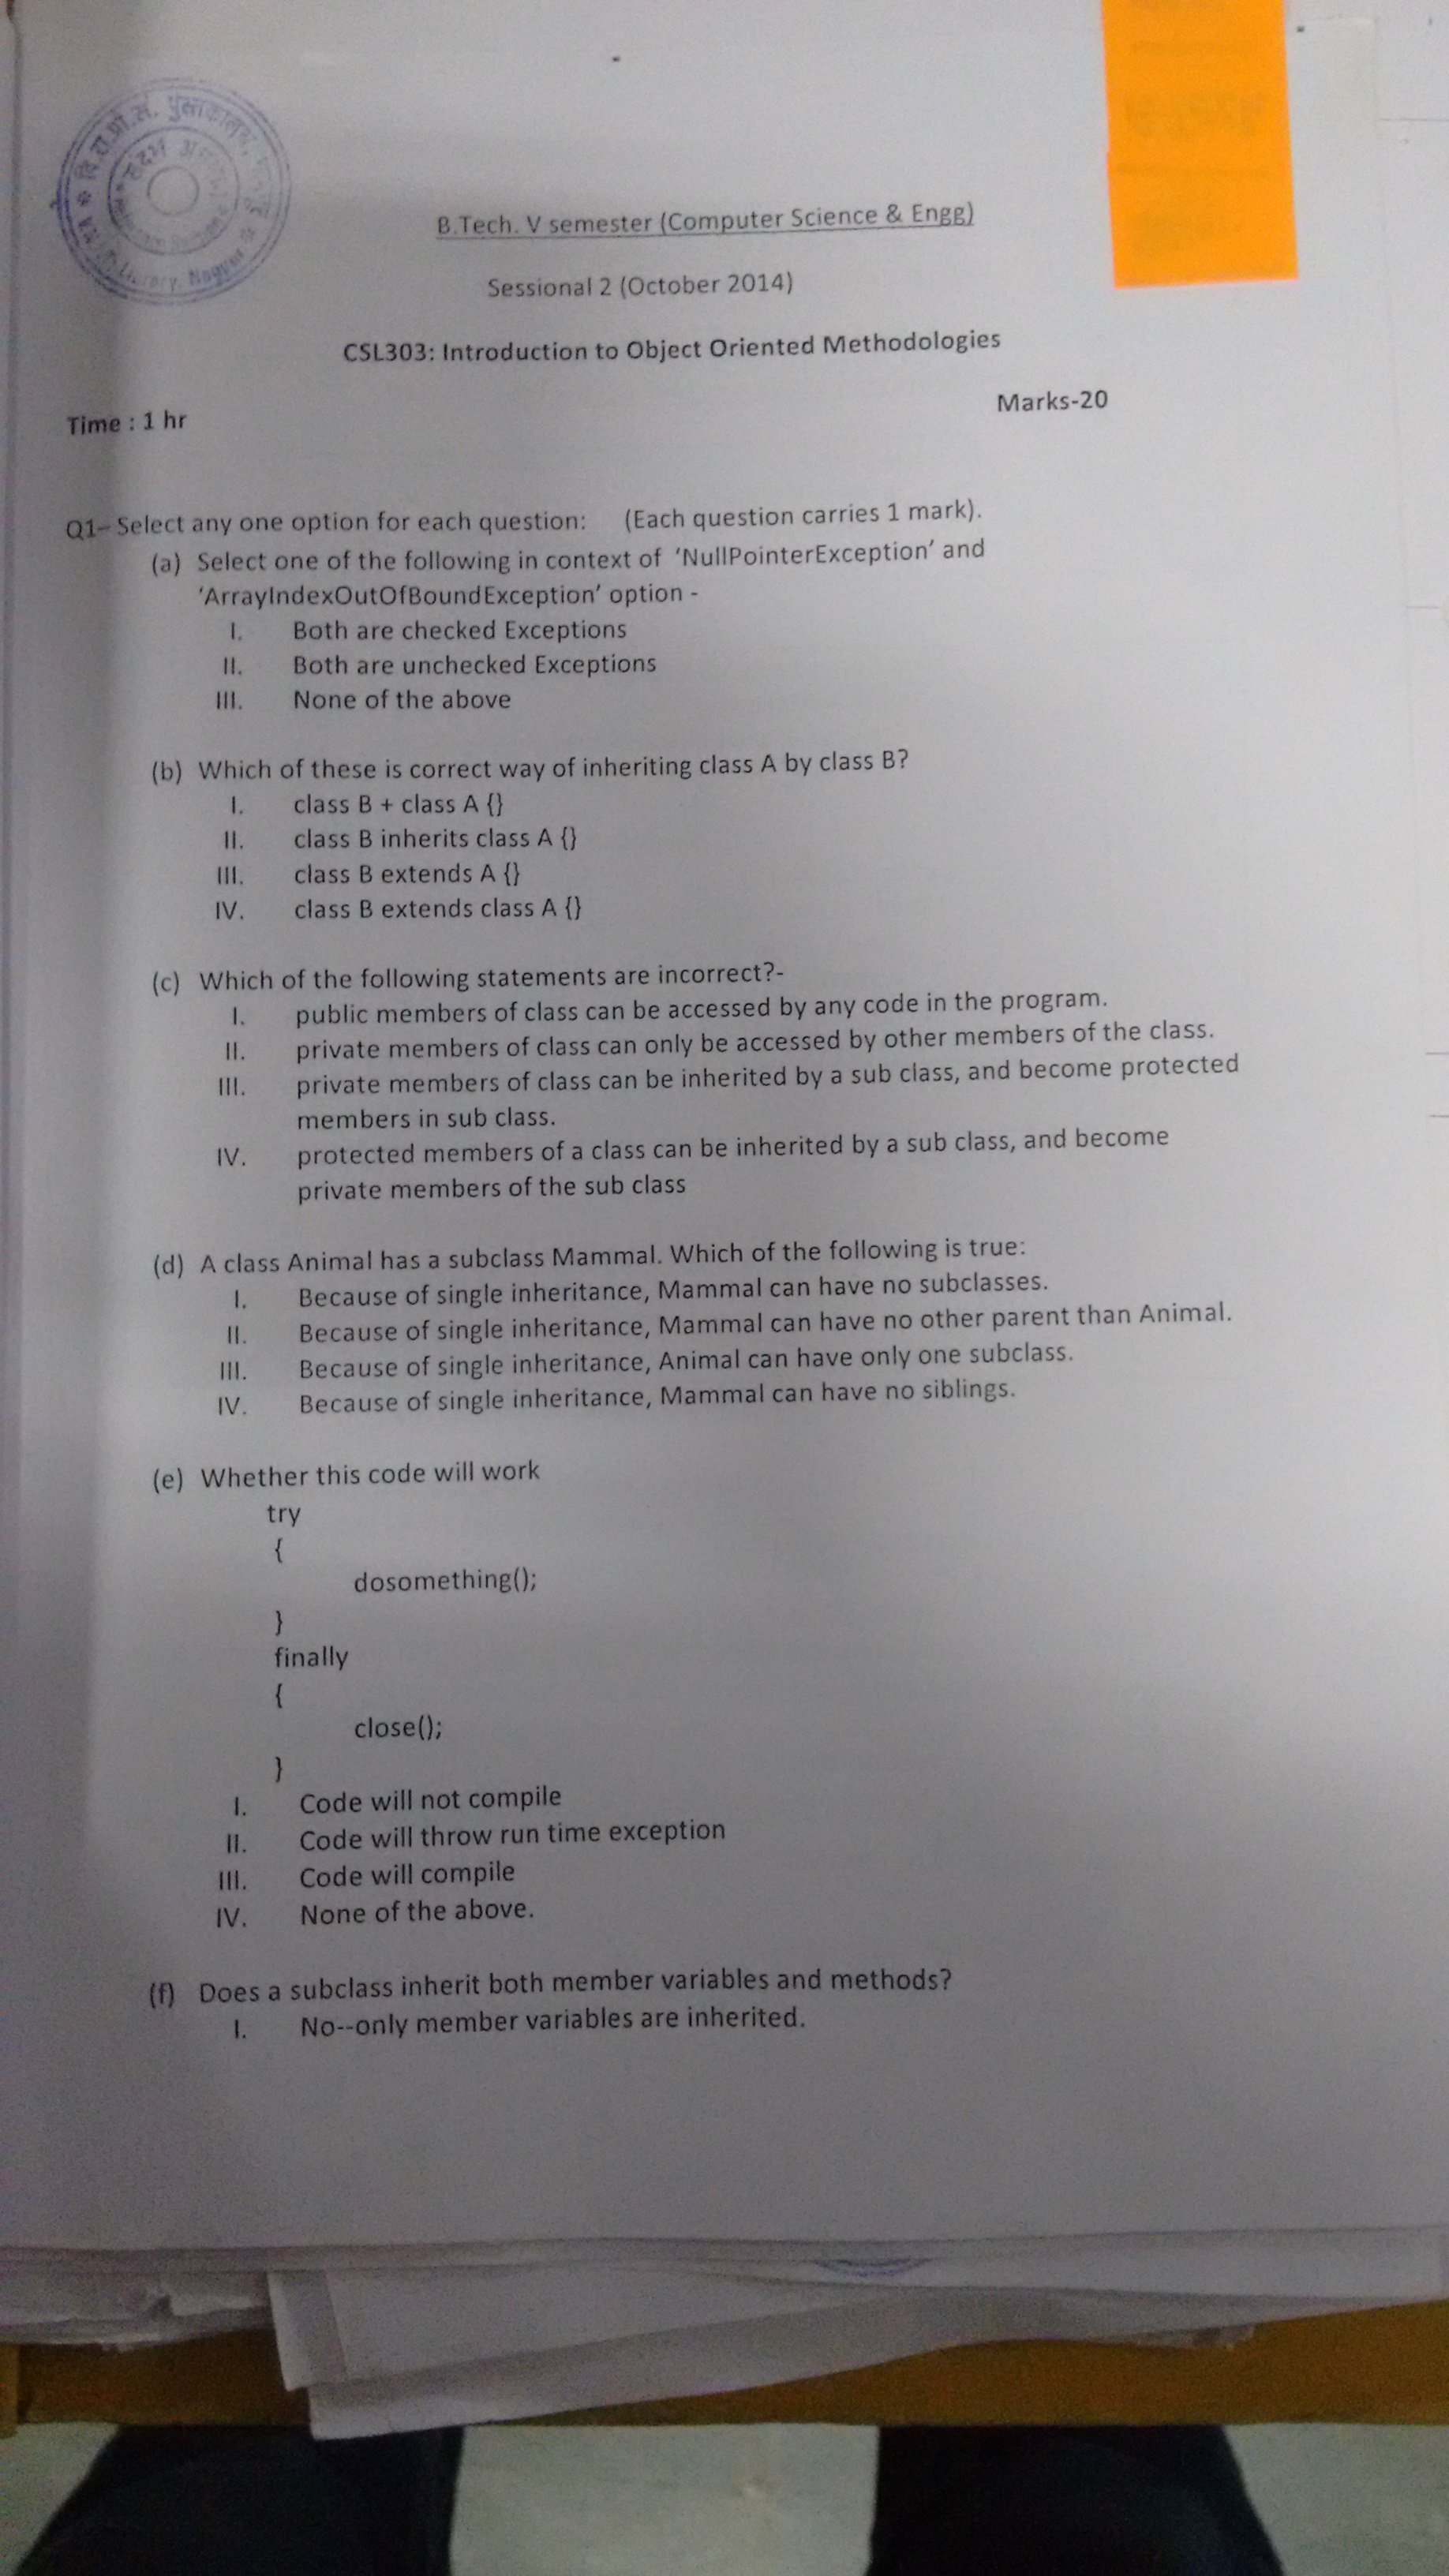 पुस्तकालय,
Library, Nagpur
B.Tech. V semester (Computer Science & Engg)
Sessional 2 (October 2014)
CSL303: Introduction to Object Oriented Methodologies
Marks-20
Time : 1 hr
Q1- Select any one option for each question: (Each question carries 1 mark).
(a) Select one of the following in context of ‘NullPointerException’ and
‘ArrayIndexOutOfBoundException’ option -
I. Both are checked Exceptions
II. Both are unchecked Exceptions
III. None of the above
(b) Which of these is correct way of inheriting class A by class B?
I. class B + class A {}
II. class B inherits class A {}
III. class B extends A {}
IV. class B extends class A {}
(c) Which of the following statements are incorrect?-
I. public members of class can be accessed by any code in the program.
II. private members of class can only be accessed by other members of the class.
III. private members of class can be inherited by a sub class, and become protected
members in sub class.
IV. protected members of a class can be inherited by a sub class, and become
private members of the sub class
(d) A class Animal has a subclass Mammal. Which of the following is true:
I. Because of single inheritance, Mammal can have no subclasses.
II. Because of single inheritance, Mammal can have no other parent than Animal.
III. Because of single inheritance, Animal can have only one subclass.
IV. Because of single inheritance, Mammal can have no siblings.
(e) Whether this code will work
try
{
dosomething();
}
finally
{
close();
}
I. Code will not compile
II. Code will throw run time exception
III. Code will compile
IV. None of the above.
(f) Does a subclass inherit both member variables and methods?
I. No--only member variables are inherited.